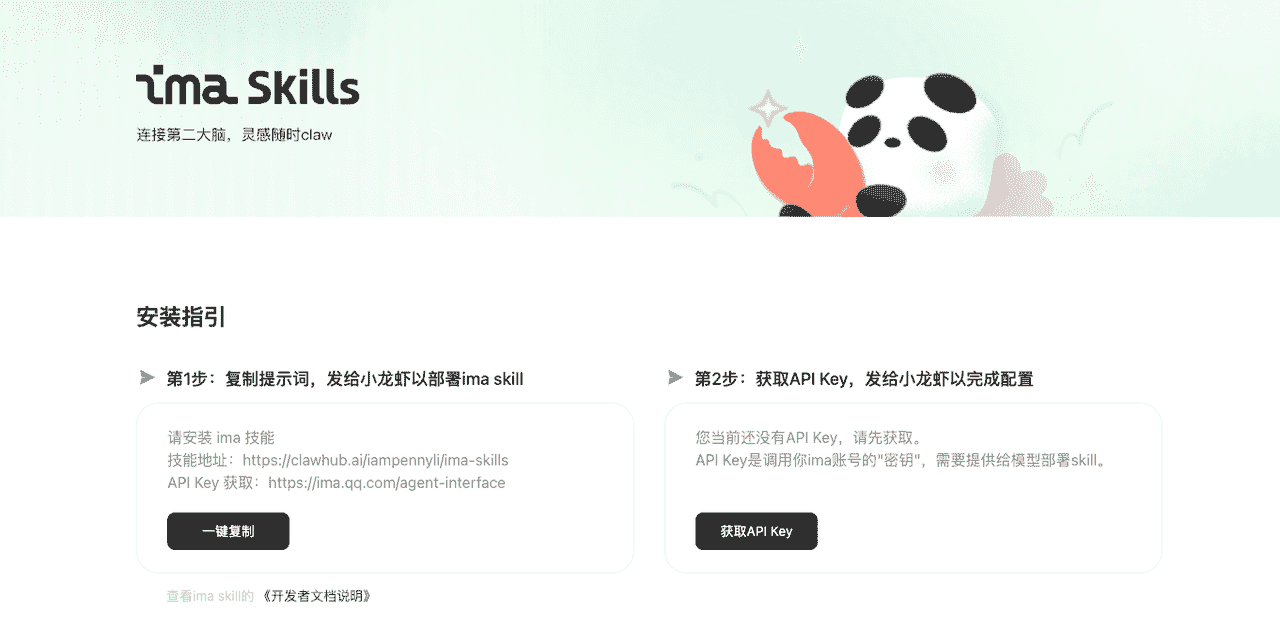 ima Skills
连接第二大脑，灵感随时claw
安装指引
第1步：复制提示词，发给小龙虾以部署ima skill
请安装 ima 技能
技能地址：https://clawhub.ai/iampennyli/ima-skills
API Key 获取：https://ima.qq.com/agent-interface
一键复制
查看ima skill的《开发者文档说明》
第2步：获取API Key，发给小龙虾以完成配置
您当前还没有API Key，请先获取。
API Key是调用你ima账号的"密钥"，需要提供给模型部署skill。
获取API Key